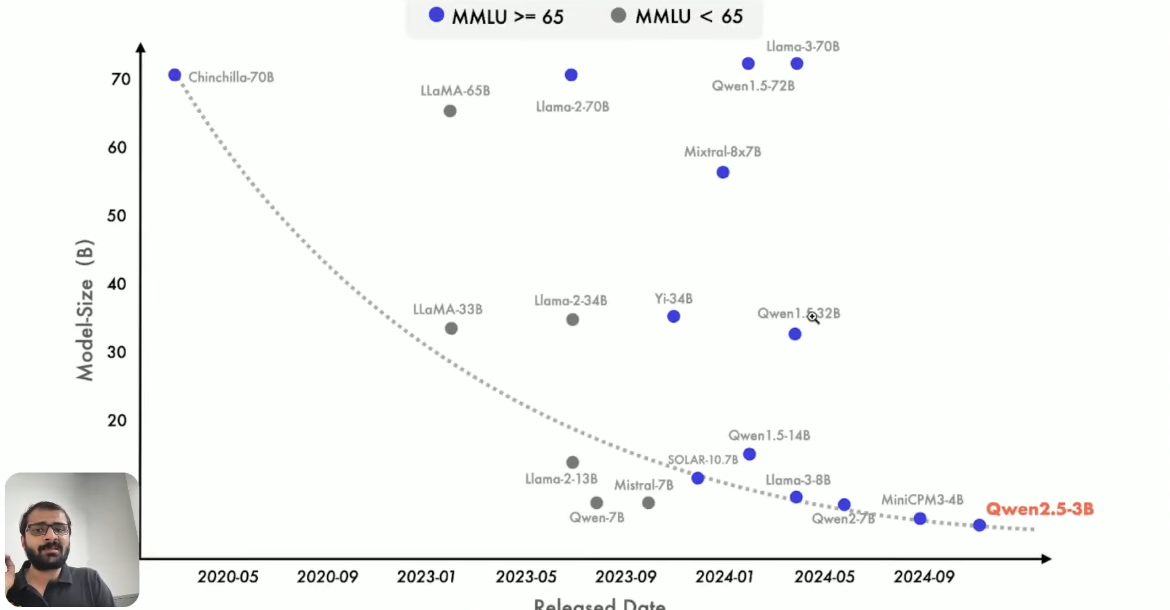 MMLU >= 65 MMLU < 65
Llama-3-70B
70
Chinchilla-70B
Qwen1.5-72B
LLaMA-65B
Llama-2-70B
60
Mixtral-8x7B
50
Model-Size (B)
40
Yi-34B
Llama-2-34B
LLaMA-33B
Qwen1.5-32B
30
20
Qwen1.5-14B
SOLAR-10.7B
Llama-2-13B
Llama-3-8B
Mistral-7B
MiniCPM3-4B
Qwen2.5-3B
Qwen-7B
Qwen2-7B
2020-05 2020-09 2023-01 2023-05 2023-09 2024-01 2024-05 2024-09
Released Date